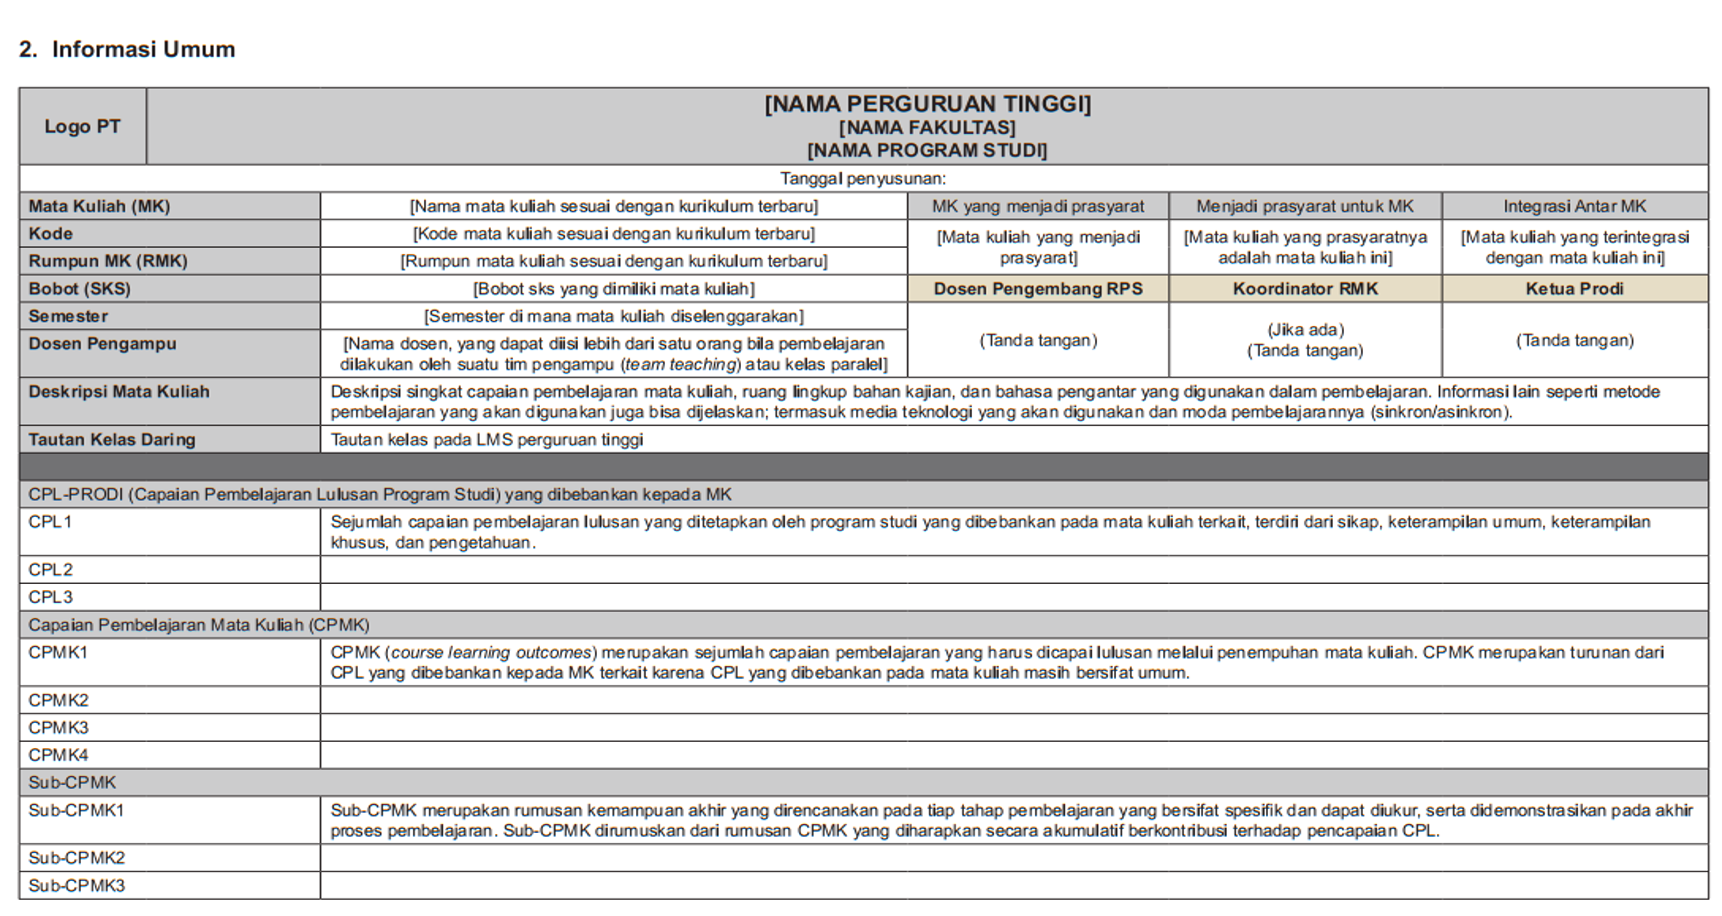 2. Informasi Umum
Logo PT
[NAMA PERGURUAN TINGGI]
[NAMA FAKULTAS]
[NAMA PROGRAM STUDI]
Tanggal penyusunan:
Mata Kuliah (MK)
[Nama mata kuliah sesuai dengan kurikulum terbaru]
MK yang menjadi prasyarat
Menjadi prasyarat untuk MK
Integrasi Antar MK
Kode
[Kode mata kuliah sesuai dengan kurikulum terbaru]
[Mata kuliah yang menjadi
prasyarat]
[Mata kuliah yang prasyaratnya
adalah mata kuliah ini]
[Mata kuliah yang terintegrasi
dengan mata kuliah ini]
Rumpun MK (RMK)
[Rumpun mata kuliah sesuai dengan kurikulum terbaru]
Bobot (SKS)
[Bobot sks yang dimiliki mata kuliah]
Dosen Pengembang RPS
Koordinator RMK
Ketua Prodi
Semester
[Semester di mana mata kuliah diselenggarakan]
(Tanda tangan)
(Jika ada)
(Tanda tangan)
(Tanda tangan)
Dosen Pengampu
[Nama dosen, yang dapat diisi lebih dari satu orang bila pembelajaran
dilakukan oleh suatu tim pengampu (team teaching) atau kelas paralel]
Deskripsi Mata Kuliah
Deskripsi singkat capaian pembelajaran mata kuliah, ruang lingkup bahan kajian, dan bahasa pengantar yang digunakan dalam pembelajaran. Informasi lain seperti metode
pembelajaran yang akan digunakan juga bisa dijelaskan; termasuk media teknologi yang akan digunakan dan moda pembelajarannya (sinkron/asinkron).
Tautan Kelas Daring
Tautan kelas pada LMS perguruan tinggi
CPL-PRODI (Capaian Pembelajaran Lulusan Program Studi) yang dibebankan kepada MK
CPL1
Sejumlah capaian pembelajaran lulusan yang ditetapkan oleh program studi yang dibebankan pada mata kuliah terkait, terdiri dari sikap, keterampilan umum, keterampilan
khusus, dan pengetahuan.
CPL2
CPL3
Capaian Pembelajaran Mata Kuliah (CPMK)
CPMK1
CPMK (course learning outcomes) merupakan sejumlah capaian pembelajaran yang harus dicapai lulusan melalui penempuhan mata kuliah. CPMK merupakan turunan dari
CPL yang dibebankan kepada MK terkait karena CPL yang dibebankan pada mata kuliah masih bersifat umum.
CPMK2
CPMK3
CPMK4
Sub-CPMK
Sub-CPMK1
Sub-CPMK merupakan rumusan kemampuan akhir yang direncanakan pada tiap tahap pembelajaran yang bersifat spesifik dan dapat diukur, serta didemonstrasikan pada akhir
proses pembelajaran. Sub-CPMK dirumuskan dari rumusan CPMK yang diharapkan secara akumulatif berkontribusi terhadap pencapaian CPL.
Sub-CPMK2
Sub-CPMK3